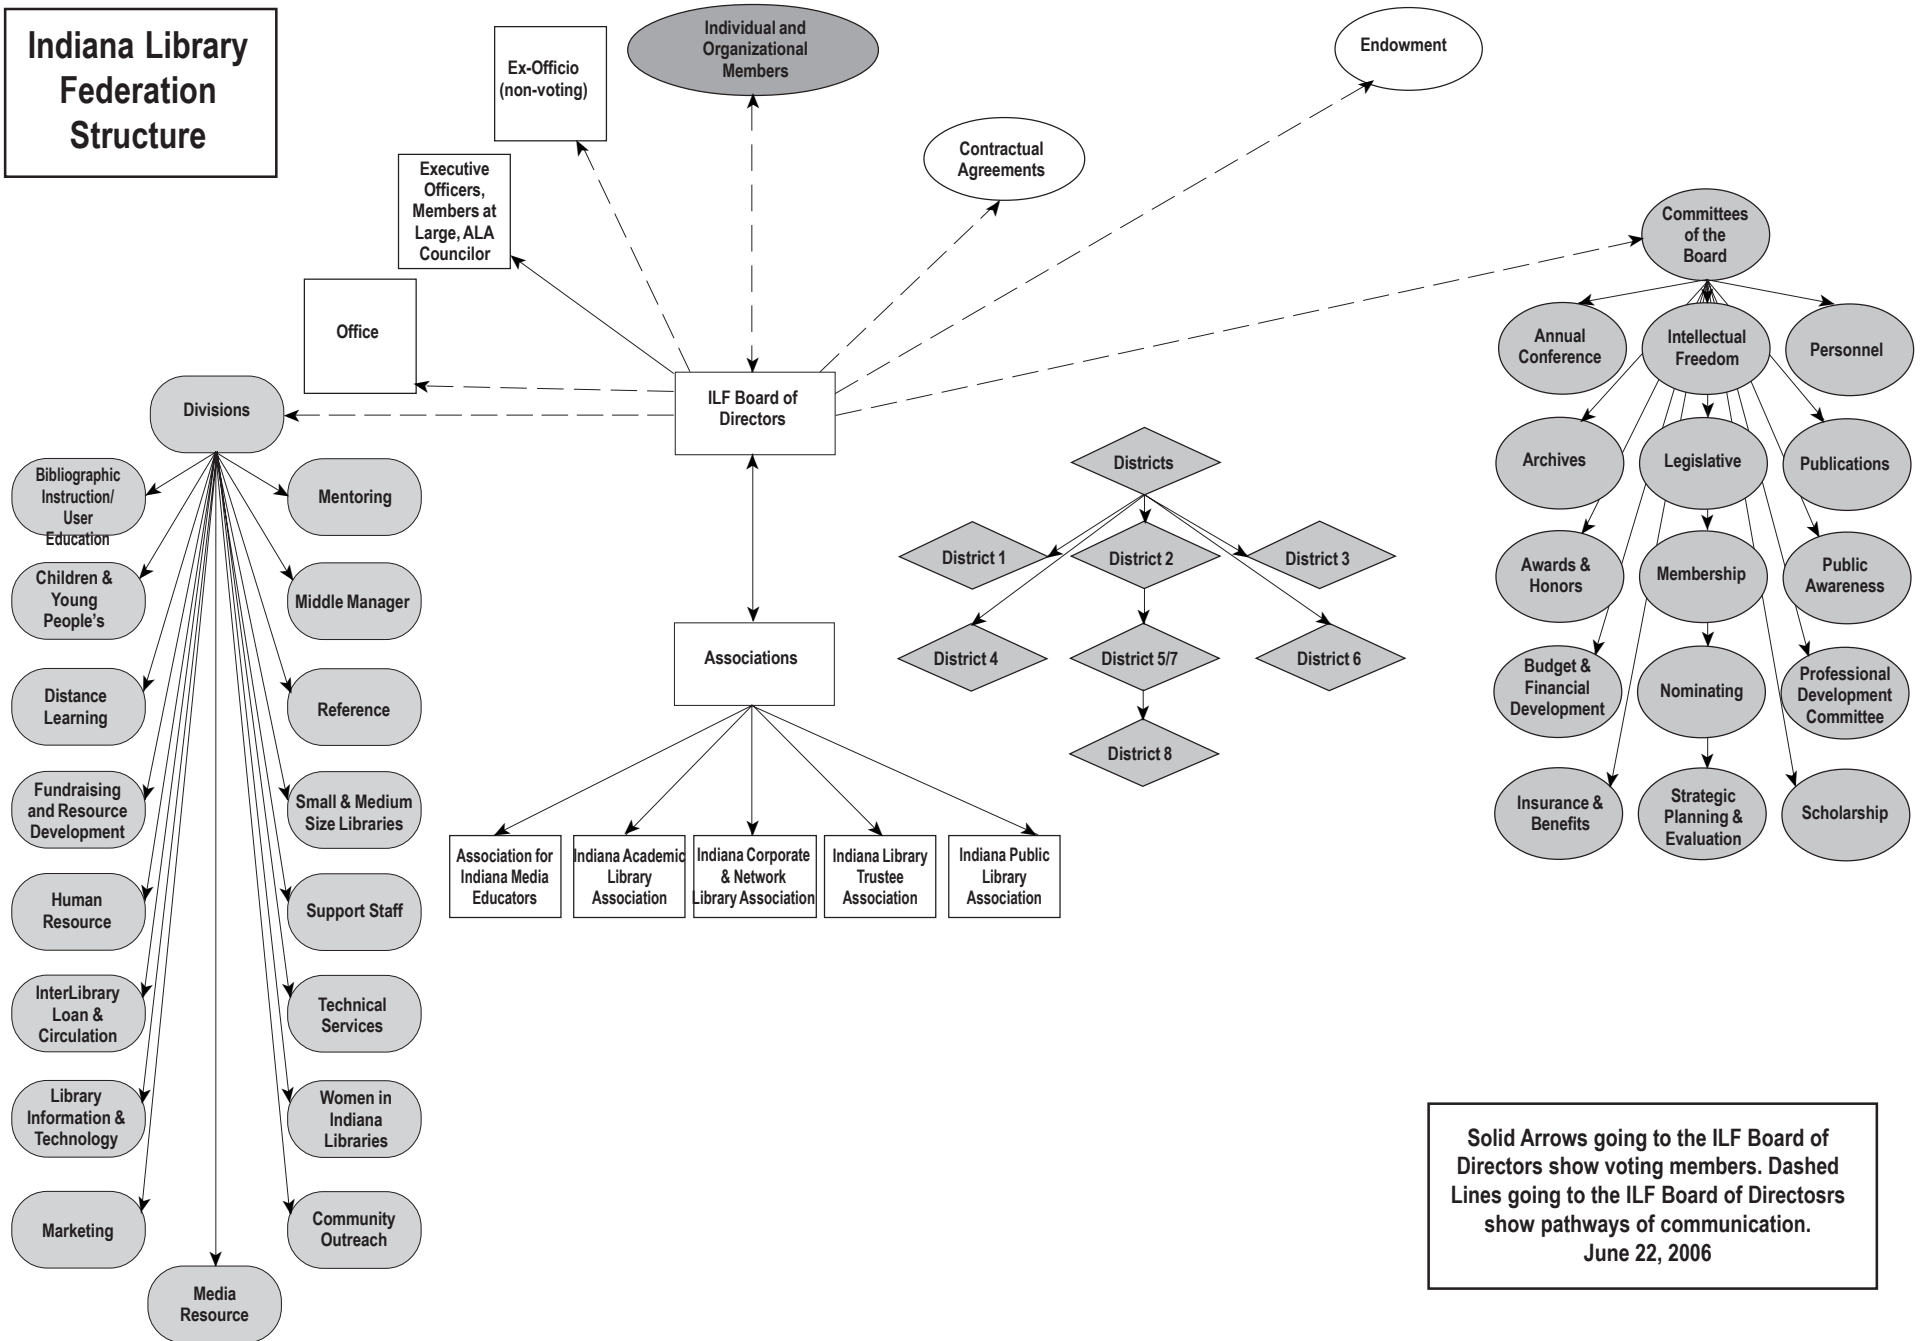 Indiana Library
Federation
Structure
Ex-Officio
(non-voting)
Individual and
Organizational
Members
Endowment
Contractual
Agreements
Executive
Officers,
Members at
Large, ALA
Councilor
Office
ILF Board of
Directors
Committees
of the
Board
Annual
Conference
Intellectual
Freedom
Personnel
Archives
Legislative
Publications
Awards &
Honors
Membership
Public
Awareness
Budget &
Financial
Development
Nominating
Professional
Development
Committee
Insurance &
Benefits
Strategic
Planning &
Evaluation
Scholarship
Divisions
Bibliographic
Instruction/
User
Education
Mentoring
Children &
Young
People's
Middle Manager
Distance
Learning
Reference
Fundraising
and Resource
Development
Small & Medium
Size Libraries
Human
Resource
Support Staff
InterLibrary
Loan &
Circulation
Technical
Services
Library
Information &
Technology
Women in
Indiana
Libraries
Marketing
Community
Outreach
Media
Resource
Districts
District 1
District 2
District 3
District 4
District 5/7
District 6
District 8
Associations
Association for
Indiana Media
Educators
Indiana Academic
Library
Association
Indiana Corporate
& Network
Library Association
Indiana Library
Trustee
Association
Indiana Public
Library
Association
Solid Arrows going to the ILF Board of
Directors show voting members. Dashed
Lines going to the ILF Board of Directosrs
show pathways of communication.
June 22, 2006